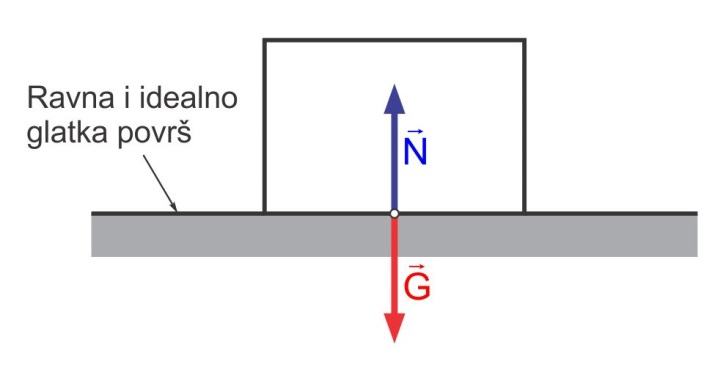 Ravna i idealno
glatka površ
N⃗
G⃗